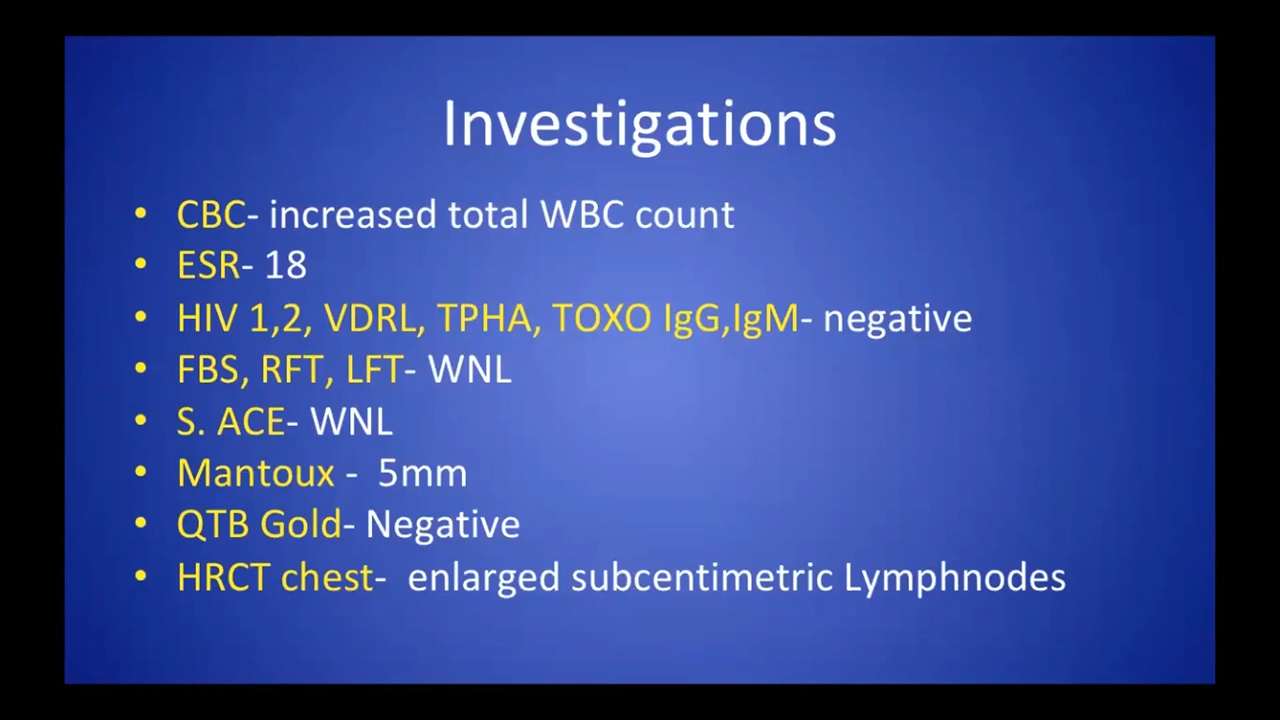 Investigations
• CBC- increased total WBC count
• ESR- 18
• HIV 1,2, VDRL, TPHA, TOXO IgG,IgM- negative
• FBS, RFT, LFT- WNL
• S. ACE- WNL
• Mantoux - 5mm
• QTB Gold- Negative
• HRCT chest- enlarged subcentimetric Lymphnodes